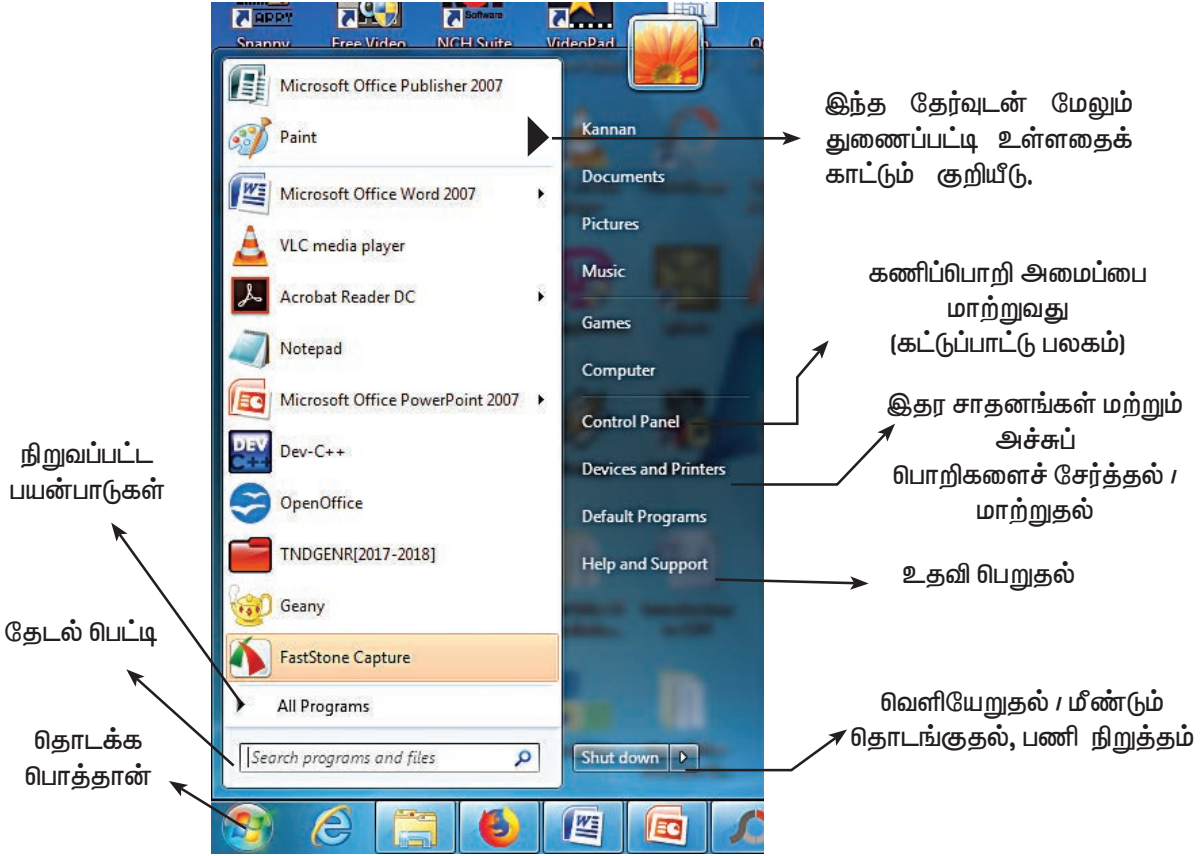 Snappy
Free Video
NCH Suite
VideoPad
Software
Microsoft Office Publisher 2007
Paint
Microsoft Office Word 2007
VLC media player
Acrobat Reader DC
Notepad
Microsoft Office PowerPoint 2007
DEV
C++
Dev-C++
OpenOffice
TNDGENR[2017-2018]
Geany
FastStone Capture
All Programs
Search programs and files
Kannan
Documents
Pictures
Music
Games
Computer
Control Panel
Devices and Printers
Default Programs
Help and Support
Shut down
இந்த தேர்வுடன் மேலும்
துணைப்பட்டி உள்ளதைக்
காட்டும் குறியீடு.
கணிப்பொறி அமைப்பை
மாற்றுவது
(கட்டுப்பாட்டு பலகம்)
இதர சாதனங்கள் மற்றும்
அச்சுப்
பொறிகளைச் சேர்த்தல் /
மாற்றுதல்
உதவி பெறுதல்
வெளியேறுதல் / மீண்டும்
தொடங்குதல், பணி நிறுத்தம்
நிறுவப்பட்ட
பயன்பாடுகள்
தேடல் பெட்டி
தொடக்க
பொத்தான்